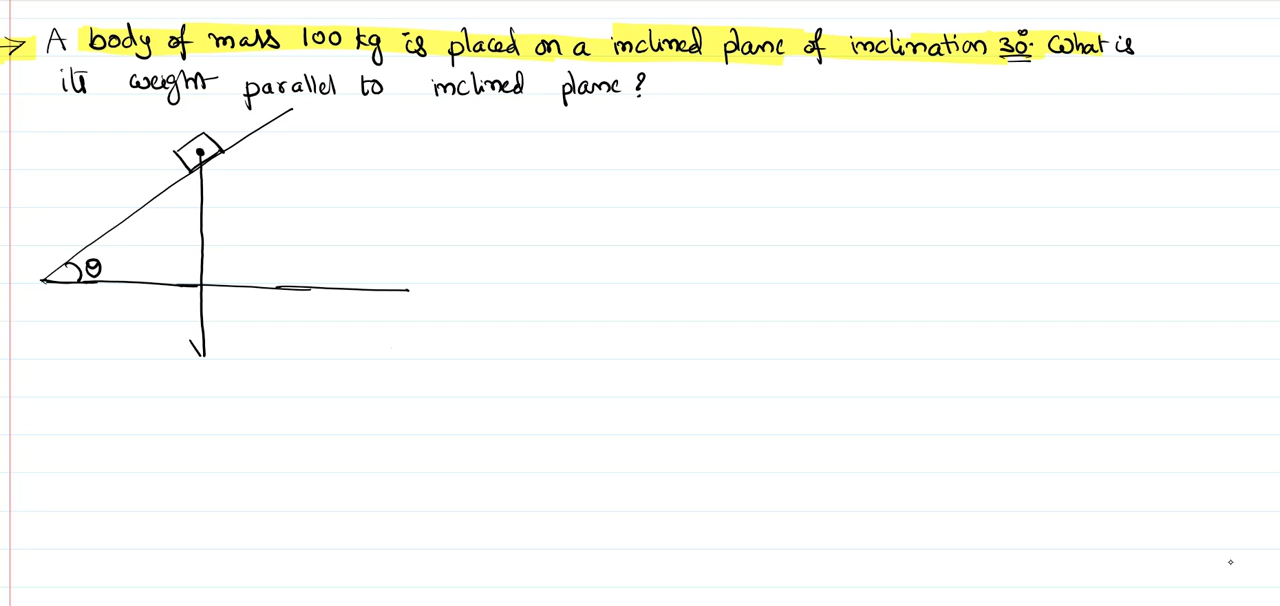 → A body of mass 100 kg is placed on a inclined plane of inclination 30°. What is
its weight parallel to inclined plane?
θ